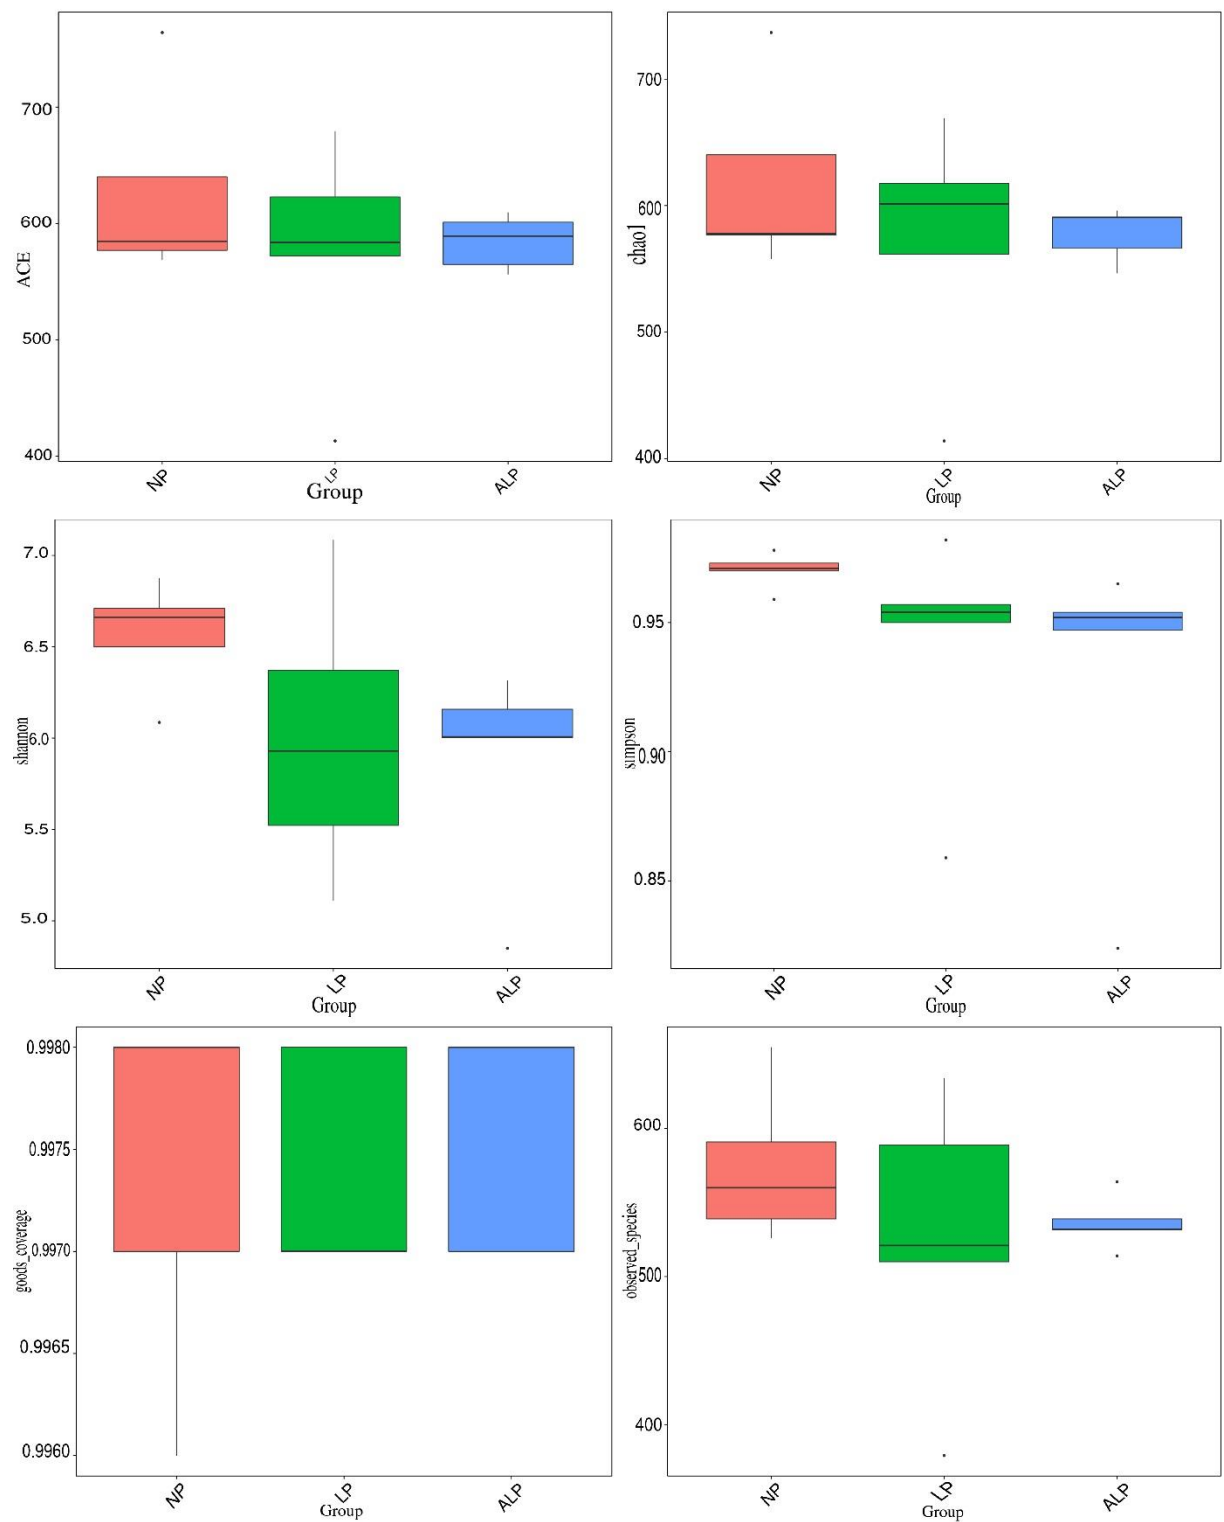 700
600
ACE
500
400
NP
LP
ALP
Group
700
600
chao1
500
400
NP
LP
ALP
Group
7.0
6.5
shannon
6.0
5.5
5.0
NP
LP
ALP
Group
0.95
simpson
0.90
0.85
NP
LP
ALP
Group
0.9980
0.9975
goods_coverage
0.9970
0.9965
0.9960
NP
LP
ALP
Group
600
observed_species
500
400
NP
LP
ALP
Group